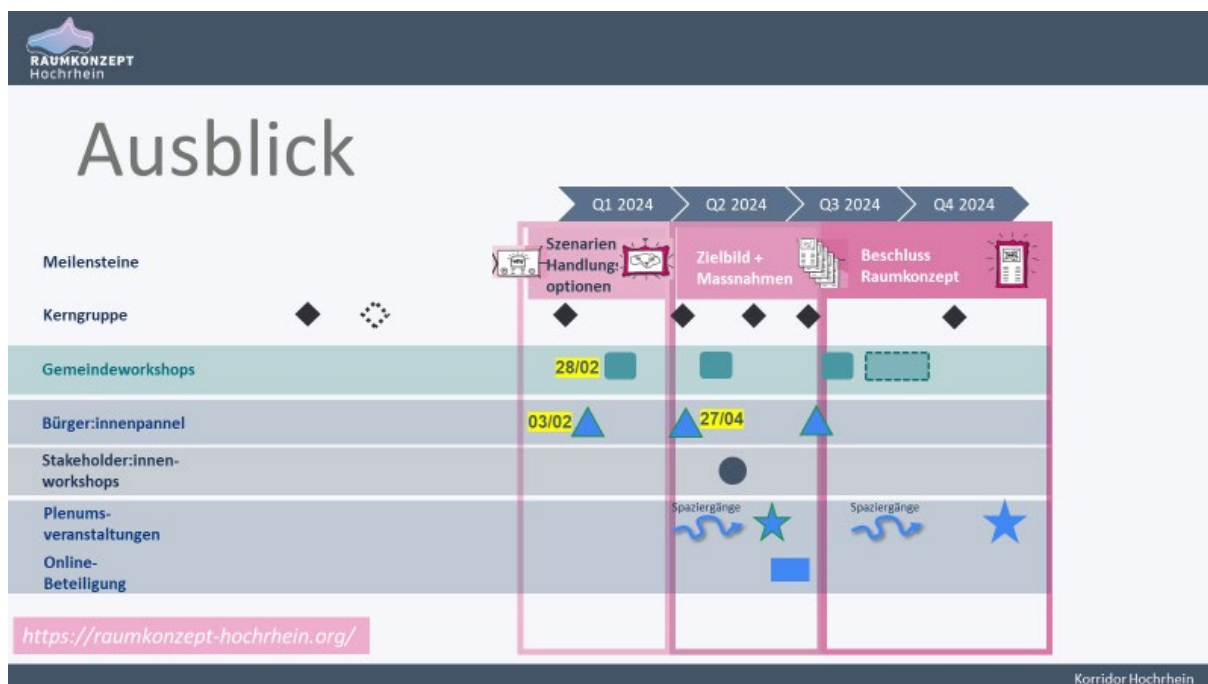 RAUMKONZEPT
Hochrhein
Ausblick
Q1 2024
Q2 2024
Q3 2024
Q4 2024
Meilensteine
Szenarien
Handlung:
optionen
Zielbild +
Massnahmen
Beschluss
Raumkonzept
Kerngruppe
Gemeindeworkshops
28/02
Bürger:innenpannel
03/02
27/04
Stakeholder:innen-
workshops
Plenums-
veranstaltungen
Spaziergänge
Spaziergänge
Online-
Beteiligung
https://raumkonzept-hochrhein.org/
Korridor Hochrhein